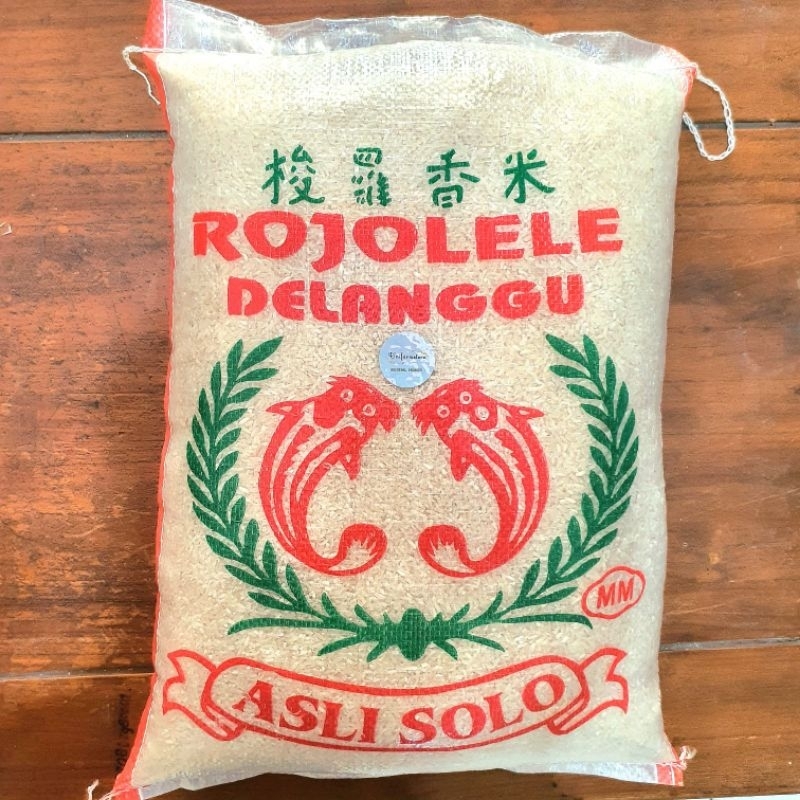 梭羅香米
ROJOLELE
DELANGGU
MM
ASLI SOLO